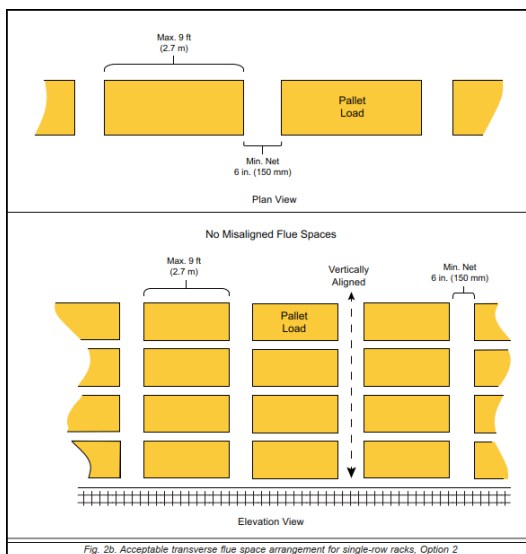 Max. 9 ft
(2.7 m)
Pallet
Load
Min. Net
6 in. (150 mm)
Plan View
No Misaligned Flue Spaces
Max. 9 ft
(2.7 m)
Vertically
Aligned
Min. Net
6 in. (150 mm)
Pallet
Load
Elevation View
Fig. 2b. Acceptable transverse flue space arrangement for single-row racks, Option 2